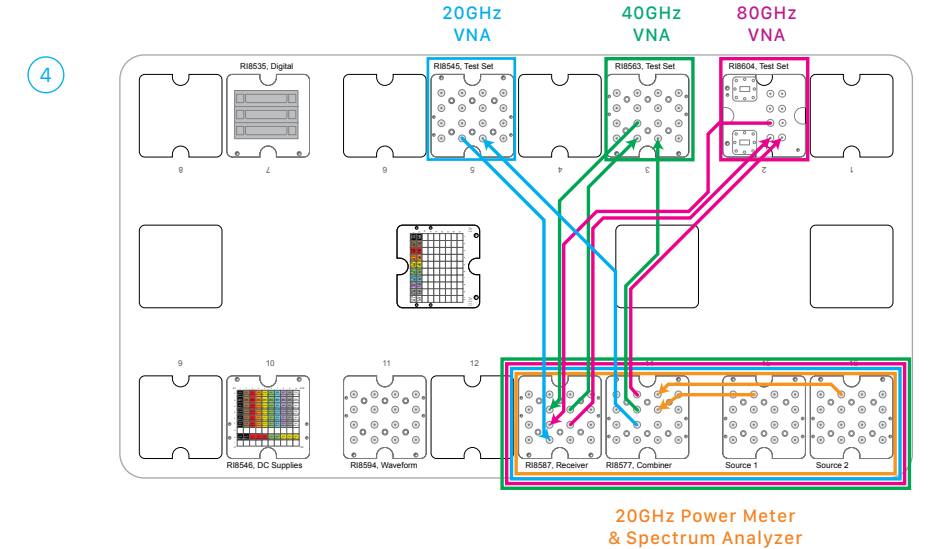 20GHz
VNA
40GHz
VNA
80GHz
VNA
4
RI8535, Digital
RI8545, Test Set
RI8563, Test Set
RI8604, Test Set
8
7
6
5
4
3
2
1
9
10
11
12
RI8546, DC Supplies
RI8594, Waveform
RI8587, Receiver
RI8577, Combiner
Source 1
Source 2
20GHz Power Meter
& Spectrum Analyzer